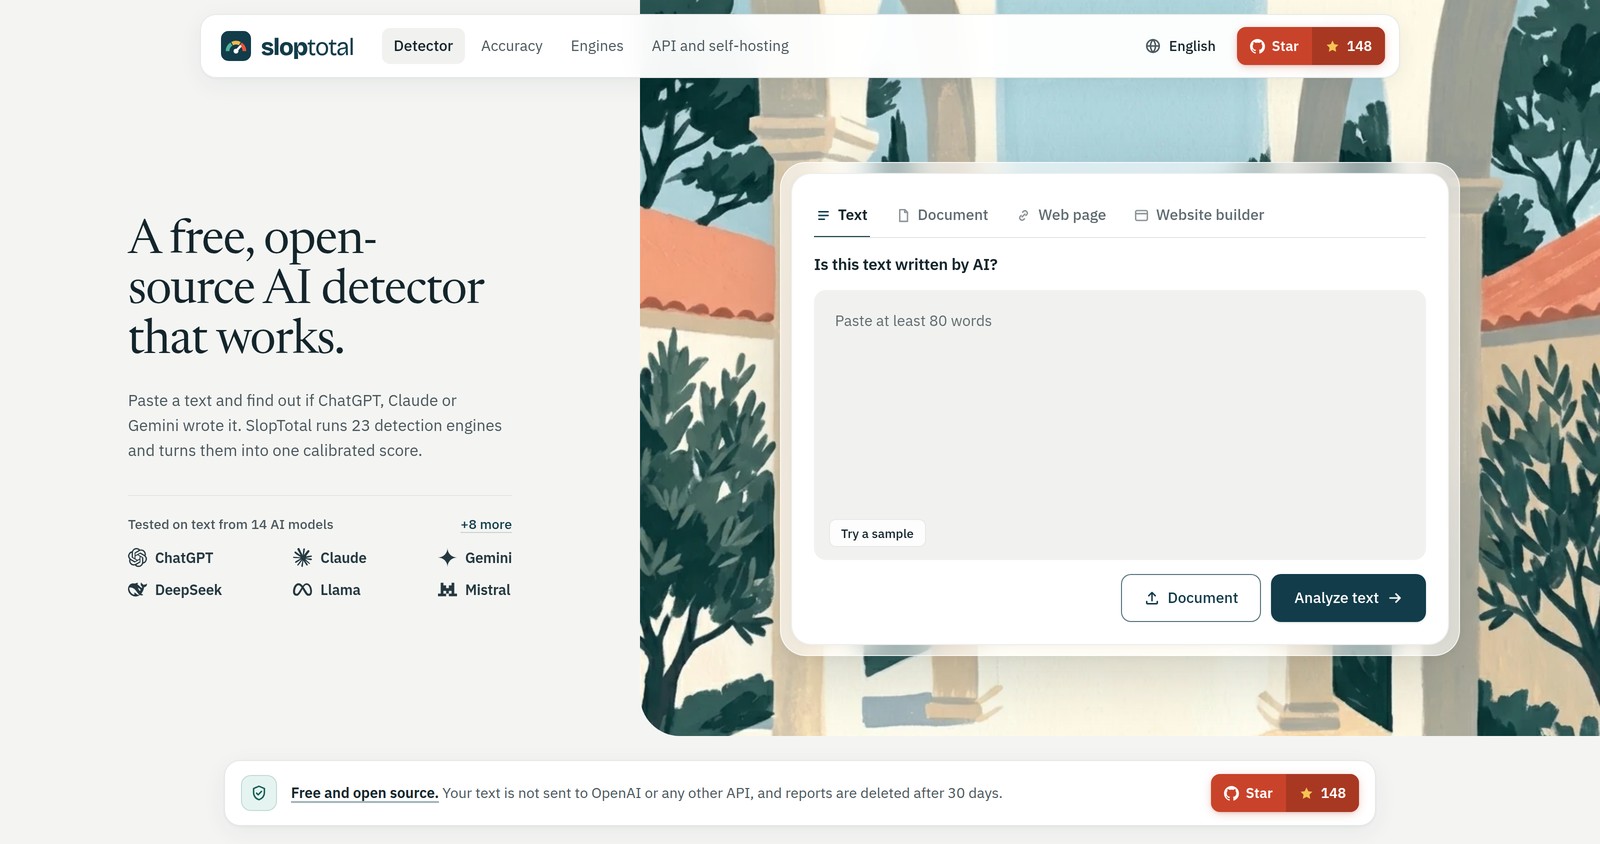 sloptotal
Detector
Accuracy
Engines
API and self-hosting
English
Star
148
A free, open-
source AI detector
that works.
Paste a text and find out if ChatGPT, Claude or
Gemini wrote it. SlopTotal runs 23 detection engines
and turns them into one calibrated score.
Tested on text from 14 AI models
+8 more
ChatGPT
Claude
Gemini
DeepSeek
Llama
Mistral
Text
Document
Web page
Website builder
Is this text written by AI?
Paste at least 80 words
Try a sample
Document
Analyze text
Free and open source. Your text is not sent to OpenAI or any other API, and reports are deleted after 30 days.
Star
148